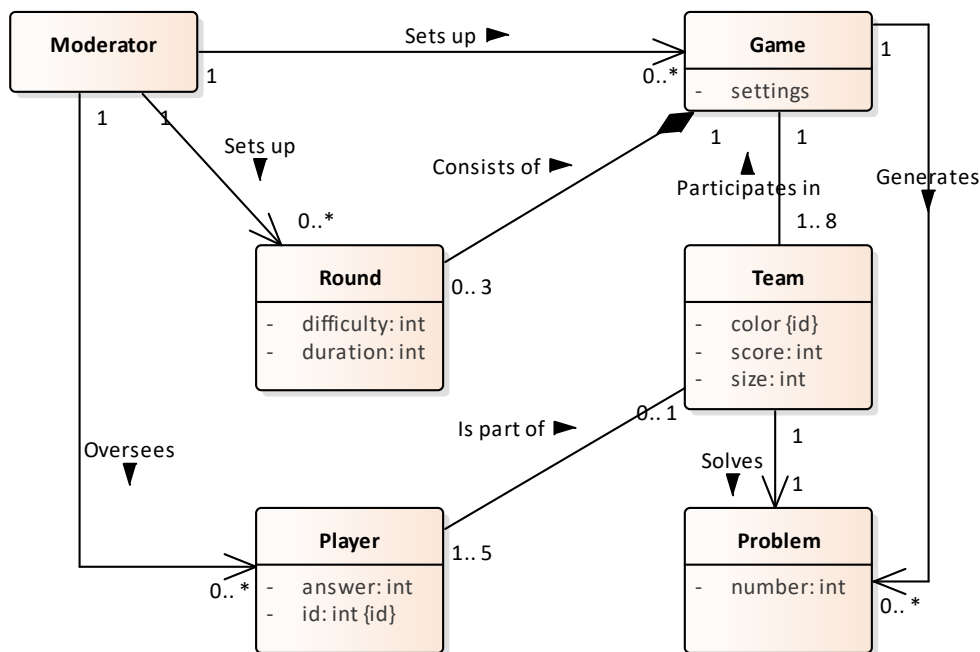 Moderator
Game
- settings
Sets up
1
0..*
1
1
1
Sets up
0..*
Consists of
1
0..3
1
Participates in
1..8
Generates
Round
- difficulty: int
- duration: int
Team
- color {id}
- score: int
- size: int
Is part of
0..1
1..5
Oversees
0..*
Solves
1
1
Player
- answer: int
- id: int {id}
Problem
- number: int
0..*